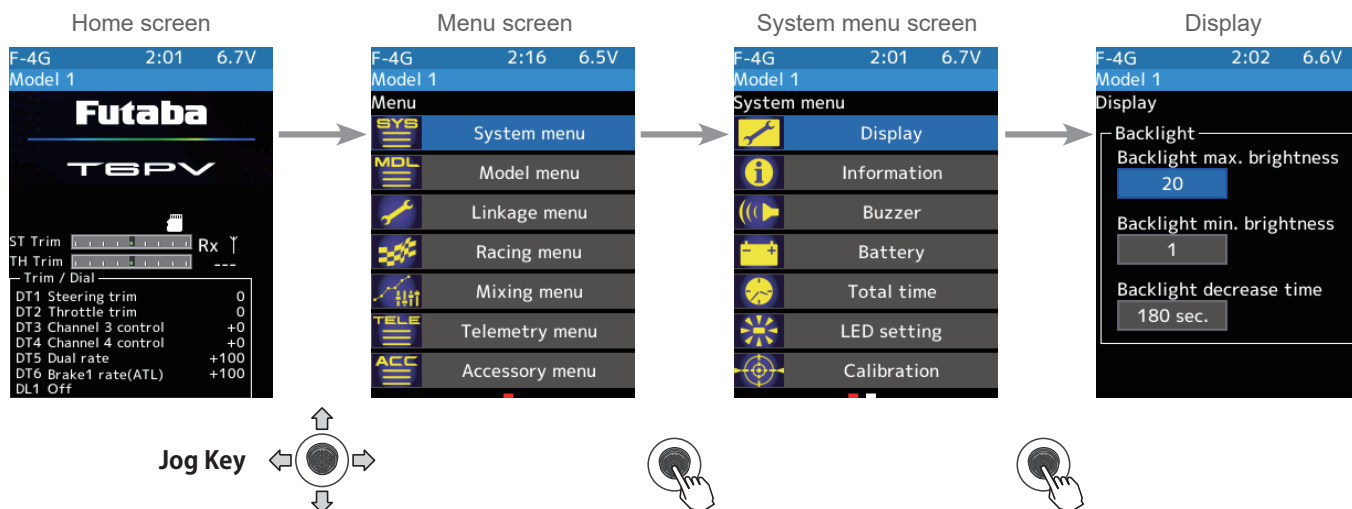 Home screen
F-4G 2:01 6.7V
Model 1
Futaba
T6PV
ST Trim Rx
TH Trim ---
Trim / Dial
DT1 Steering trim 0
DT2 Throttle trim 0
DT3 Channel 3 control +0
DT4 Channel 4 control +0
DT5 Dual rate +100
DT6 Brake1 rate(ATL) +100
DL1 Off
Menu screen
F-4G 2:16 6.5V
Model 1
Menu
SYS System menu
MDL Model menu
Linkage menu
Racing menu
Mixing menu
TELE Telemetry menu
ACC Accessory menu
System menu screen
F-4G 2:01 6.7V
Model 1
System menu
Display
Information
Buzzer
Battery
Total time
LED setting
Calibration
Display
F-4G 2:02 6.6V
Model 1
Display
Backlight
Backlight max. brightness
20
Backlight min. brightness
1
Backlight decrease time
180 sec.
Jog Key